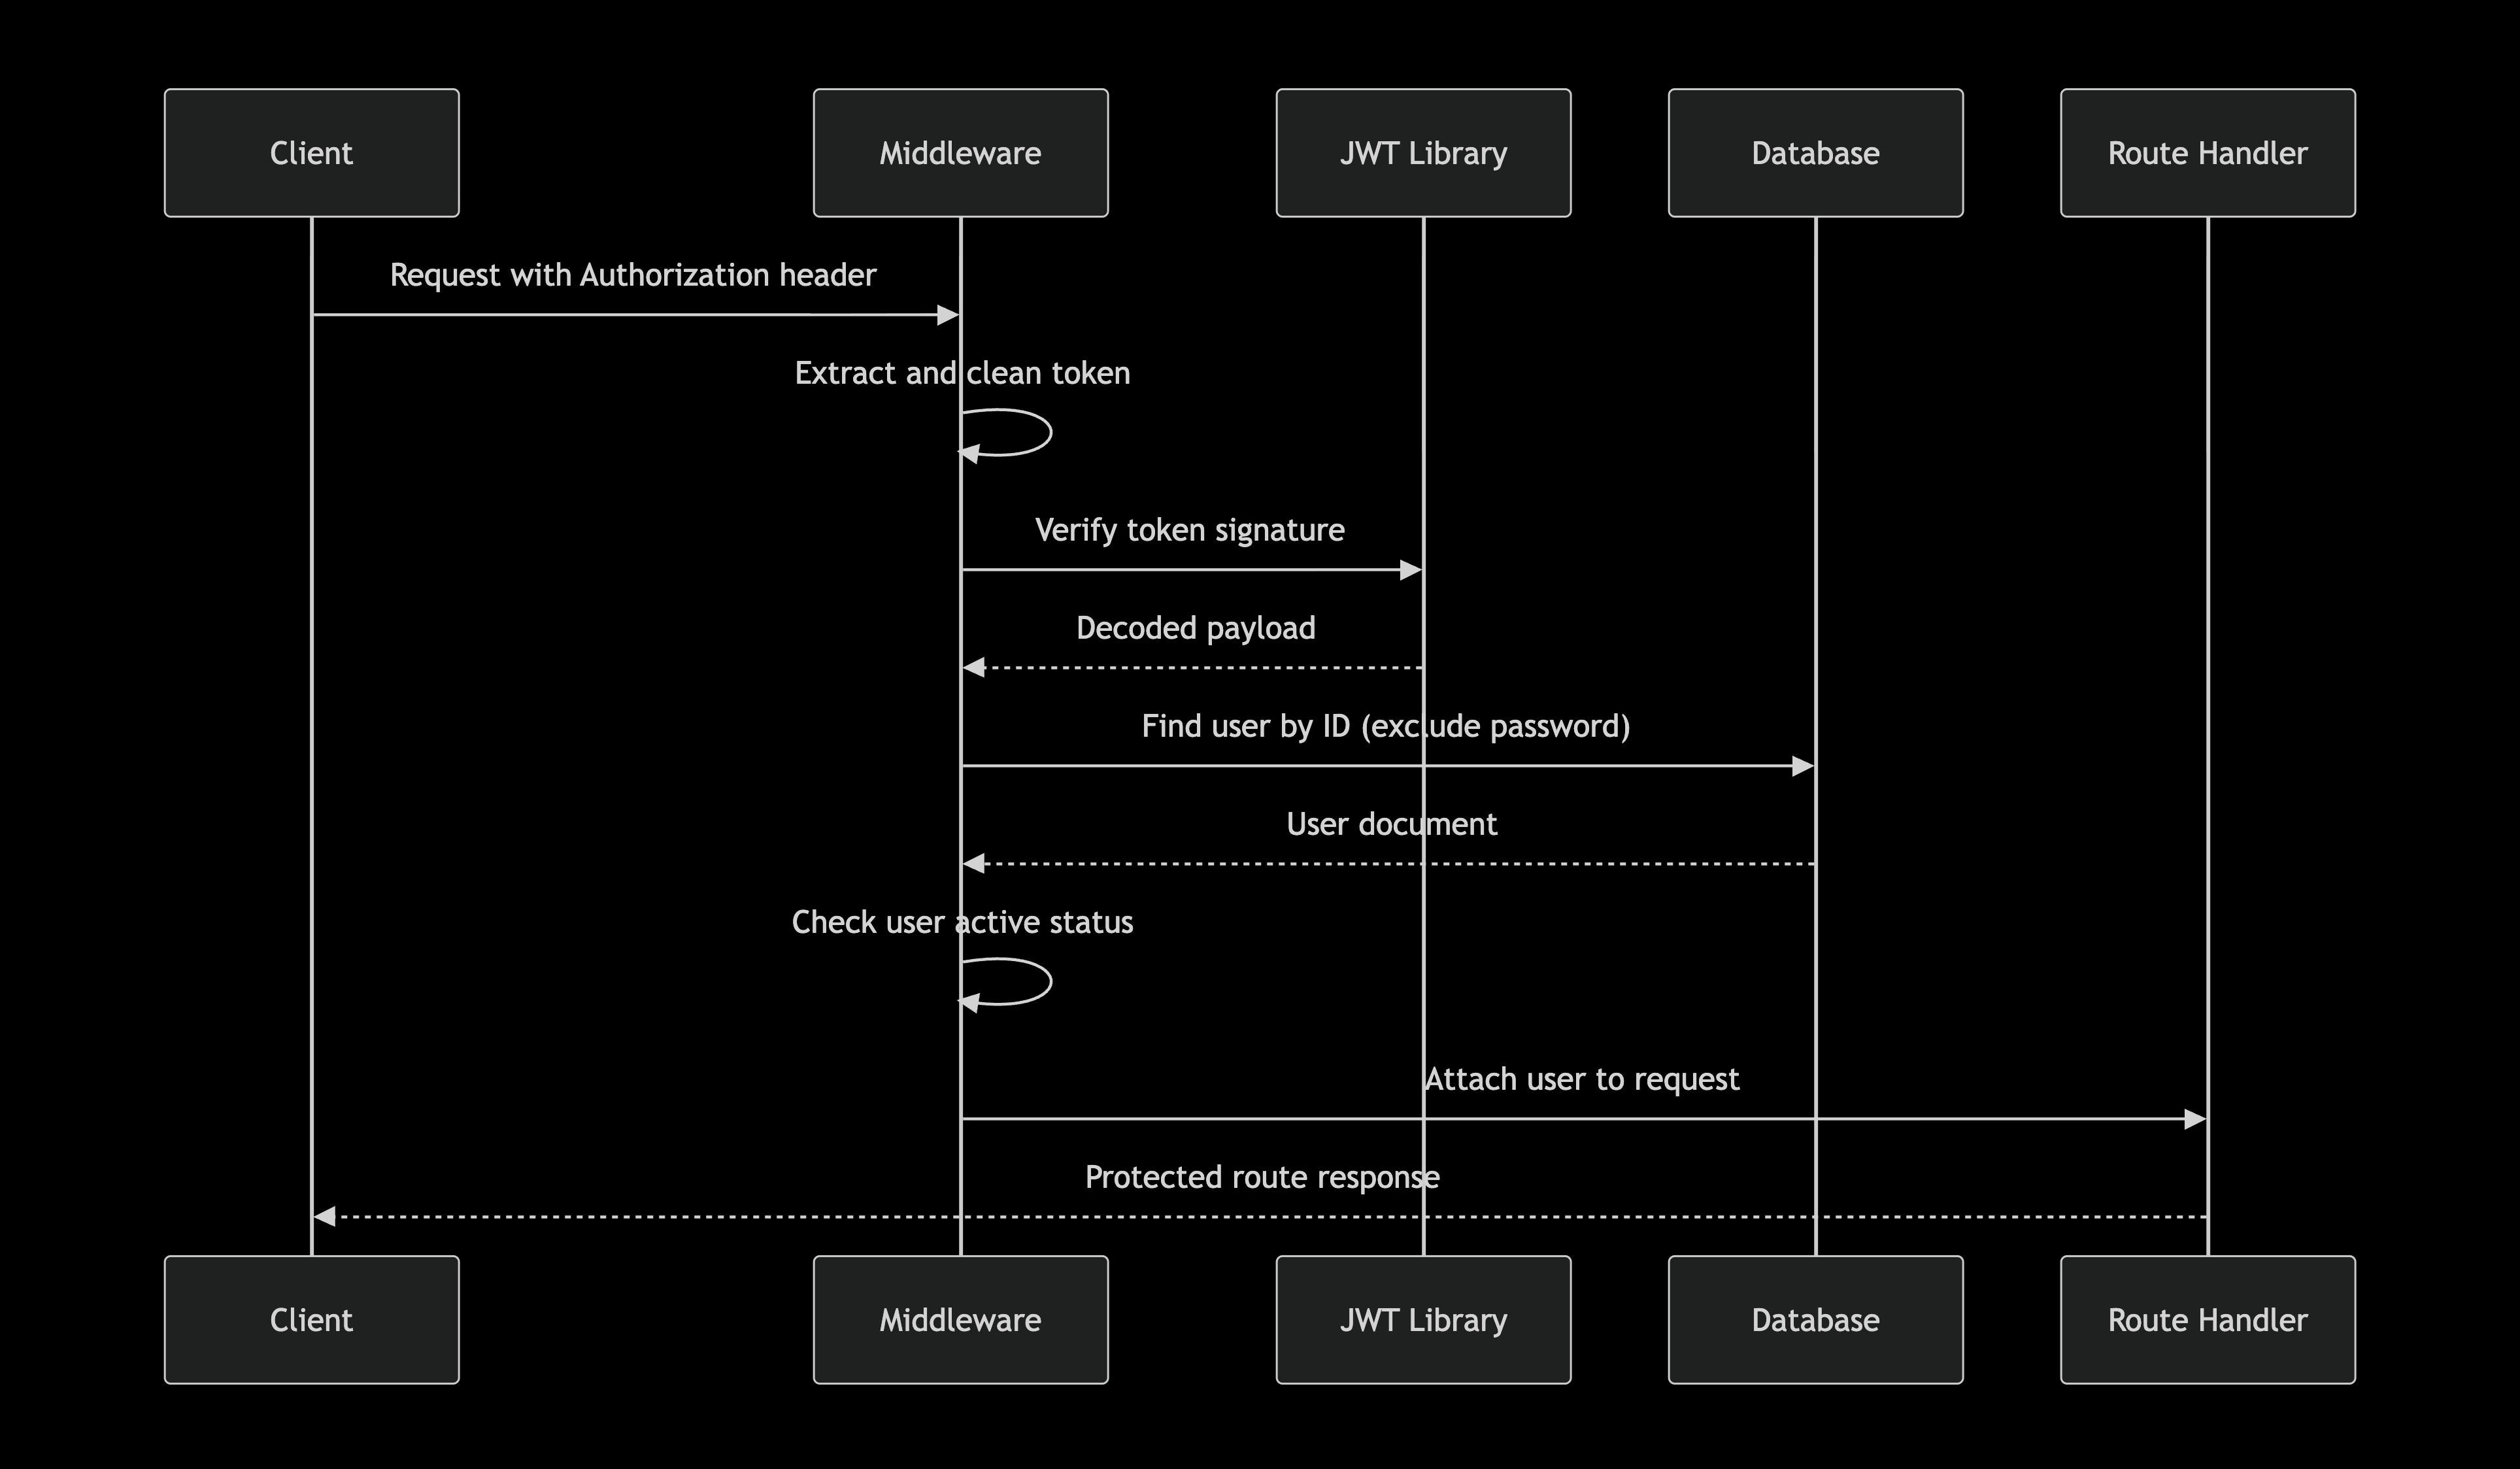 Client
Middleware
JWT Library
Database
Route Handler
Request with Authorization header
Extract and clean token
Verify token signature
Decoded payload
Find user by ID (exclude password)
User document
Check user active status
Attach user to request
Protected route response
Client
Middleware
JWT Library
Database
Route Handler